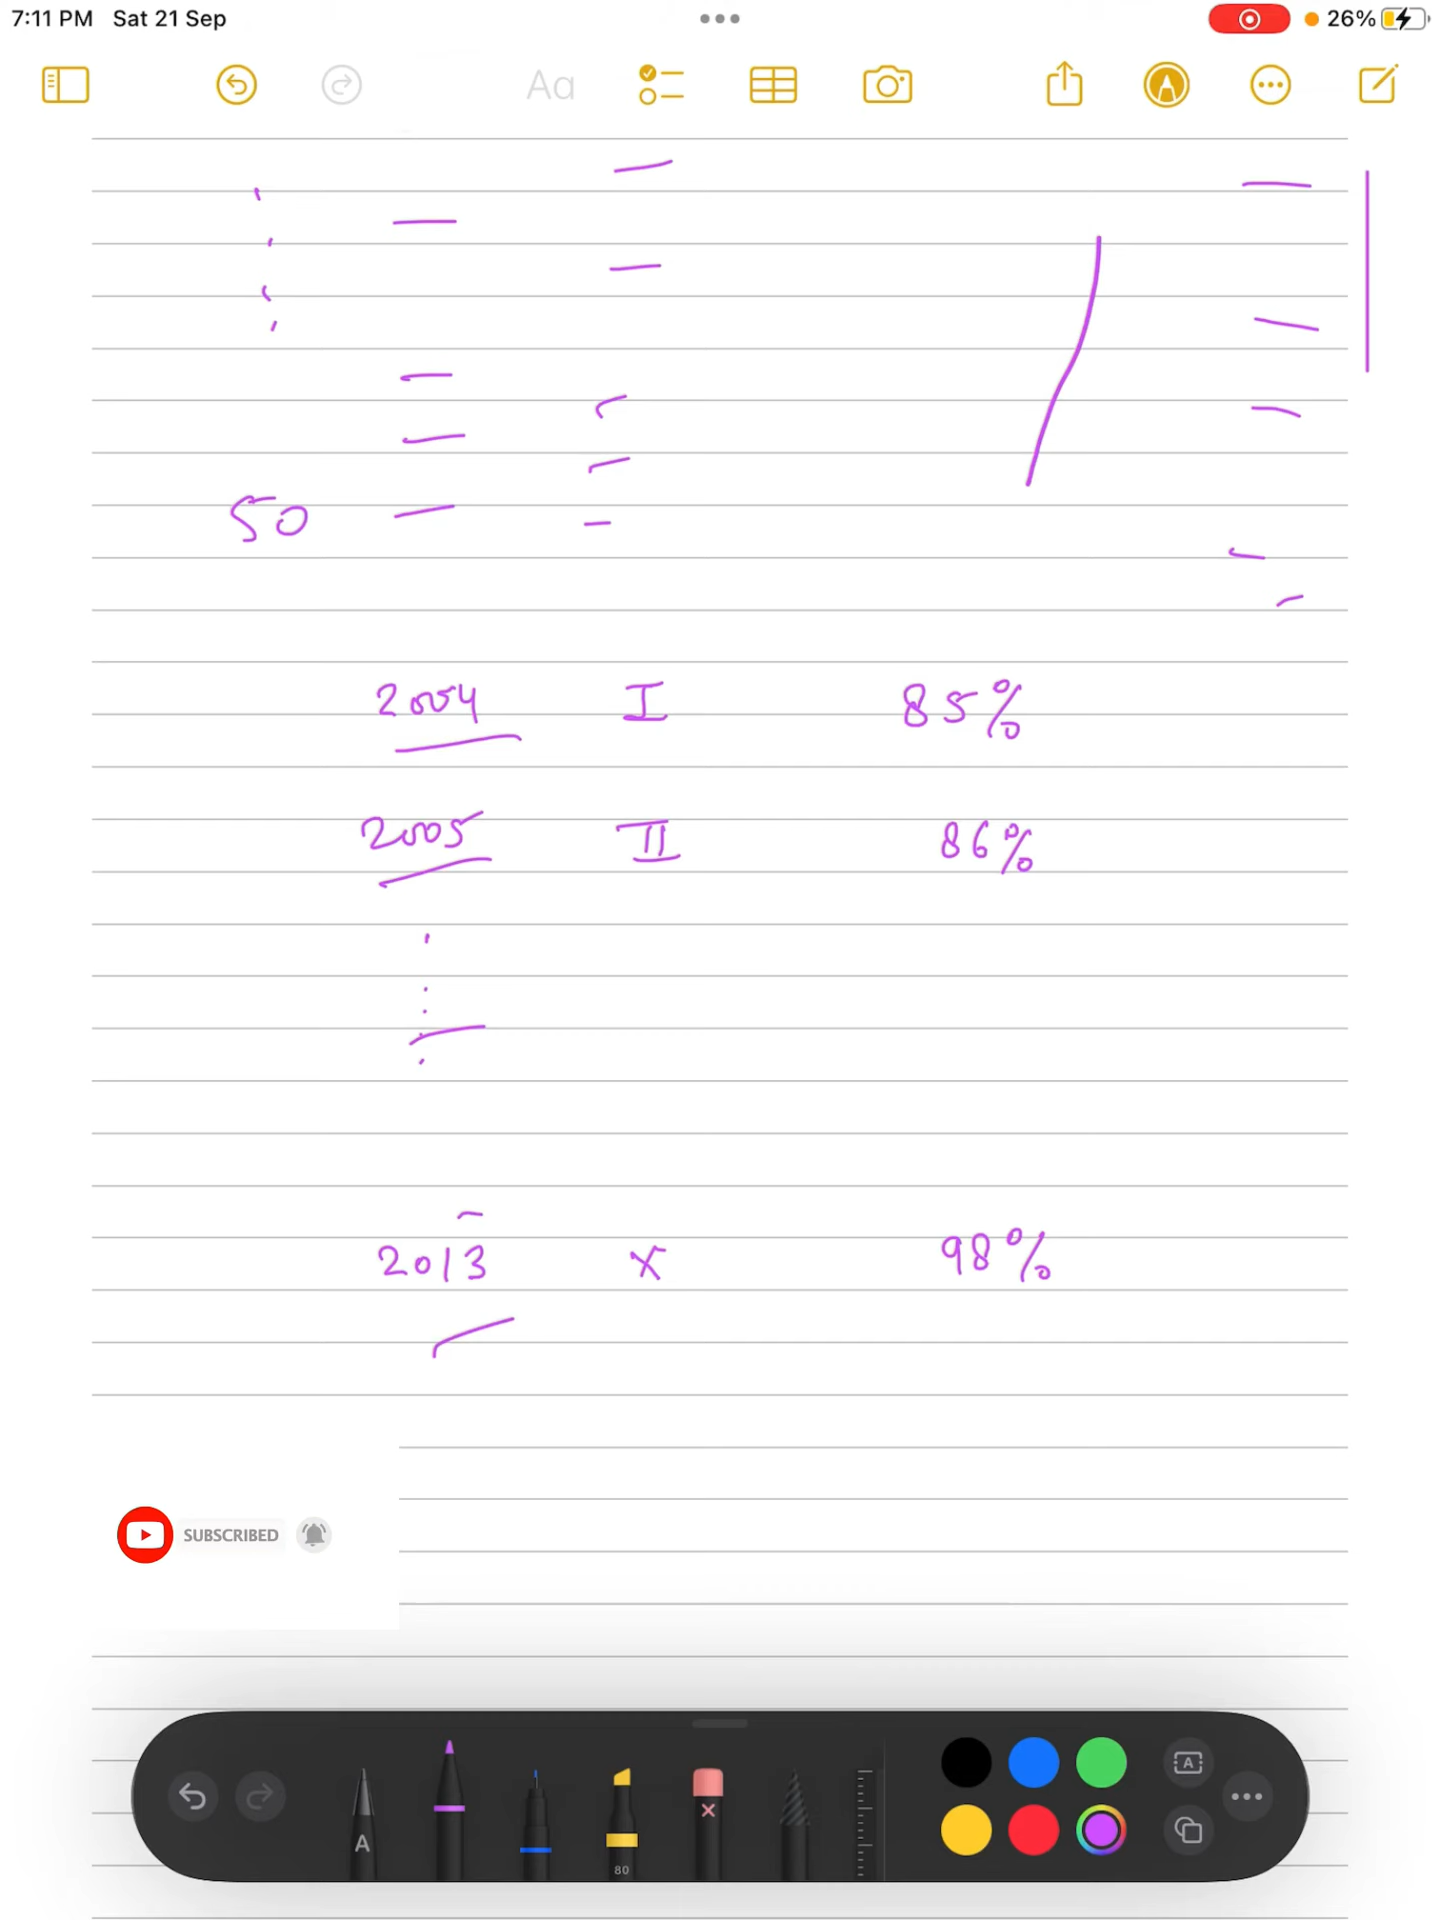 7:11 PM Sat 21 Sep 26%
Aa
50
2004 I 85%
2005 II 86%
2013 X 98%
SUBSCRIBED
A 80 A